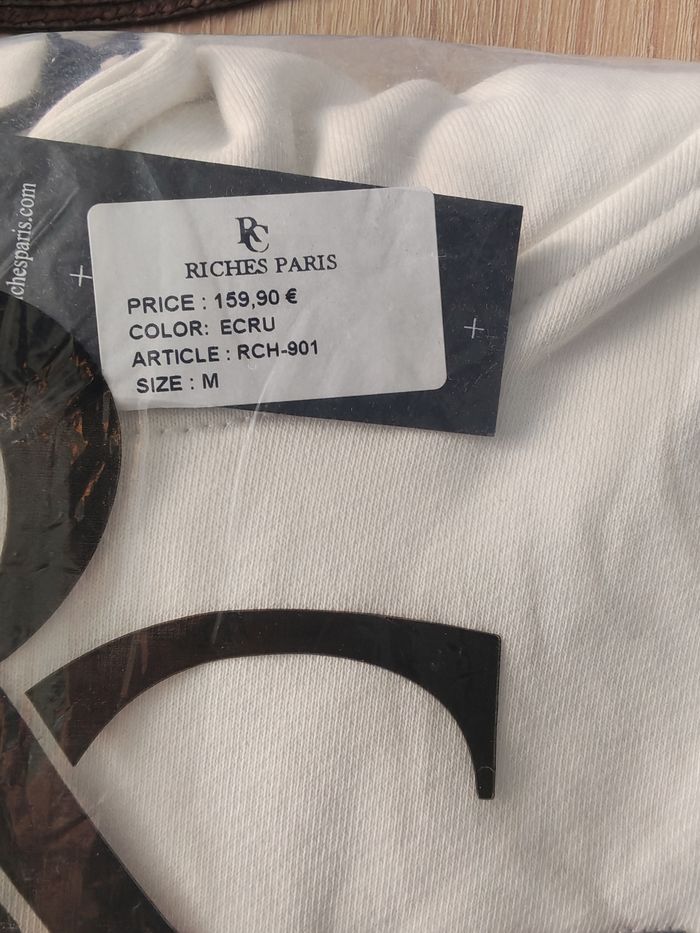 chesparis.com
RC
RICHES PARIS
PRICE : 159,90 €
COLOR: ECRU
ARTICLE : RCH-901
SIZE : M